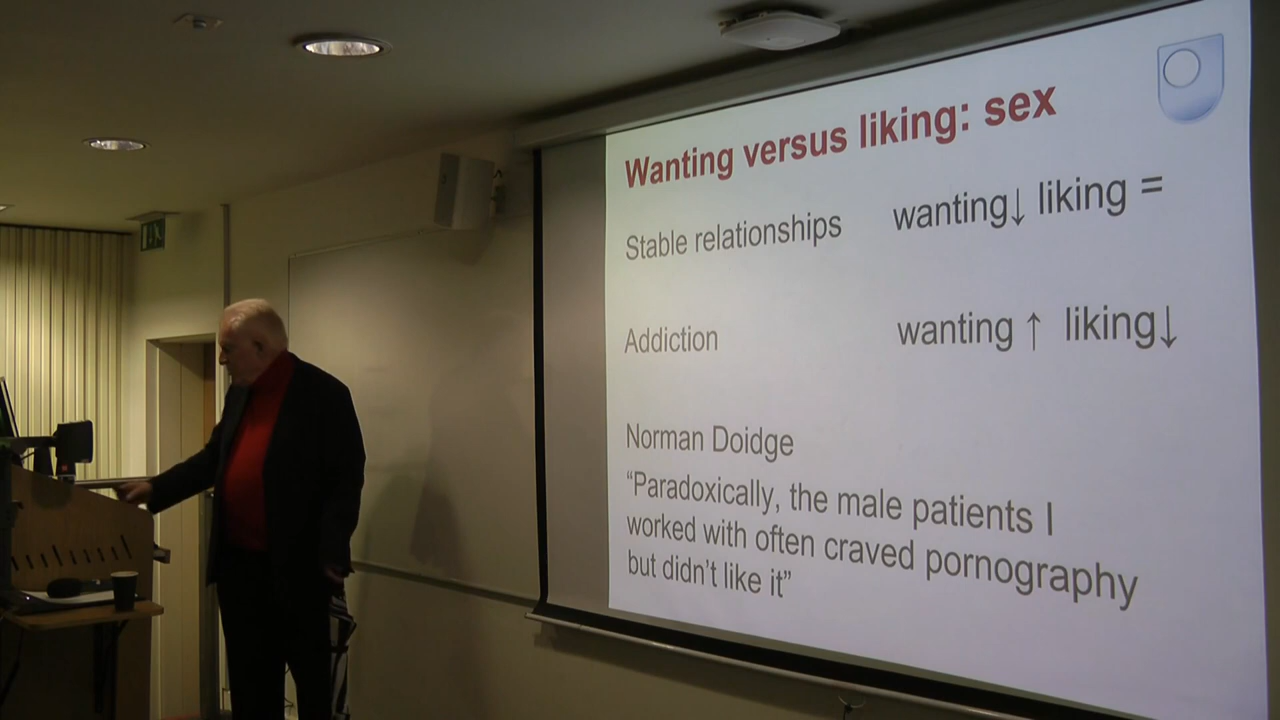 Wanting versus liking: sex
Stable relationships wanting↓ liking =
Addiction wanting ↑ liking↓
Norman Doidge
“Paradoxically, the male patients I
worked with often craved pornography
but didn’t like it”